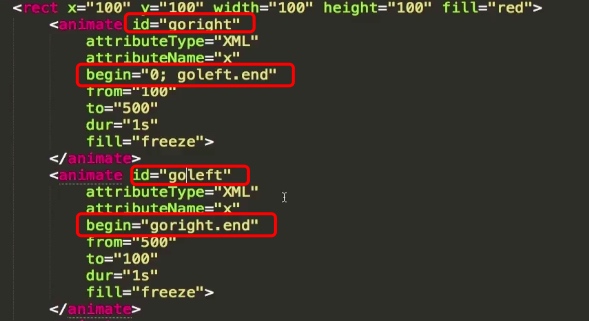 <rect x="100" y="100" width="100" height="100" fill="red">
<animate id="goright"
attributeType="XML"
attributeName="x"
begin="0; goleft.end"
from="100"
to="500"
dur="1s"
fill="freeze">
</animate>
<animate id="goleft"
attributeType="XML"
attributeName="x"
begin="goright.end"
from="500"
to="100"
dur="1s"
fill="freeze">
</animate>